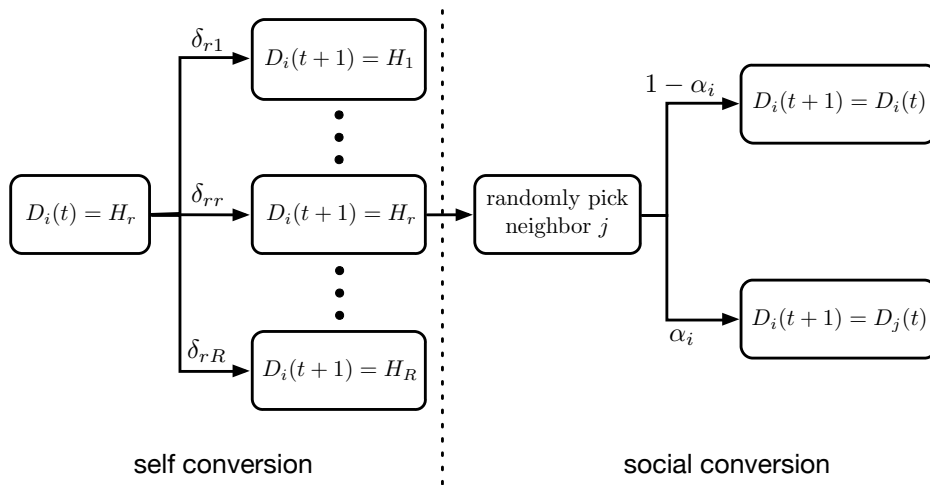 δ_{r1}
D_i(t + 1) = H_1
1 − α_i
D_i(t + 1) = D_i(t)
D_i(t) = H_r
δ_{rr}
D_i(t + 1) = H_r
randomly pick
neighbor j
δ_{rR}
D_i(t + 1) = H_R
α_i
D_i(t + 1) = D_j(t)
self conversion
social conversion